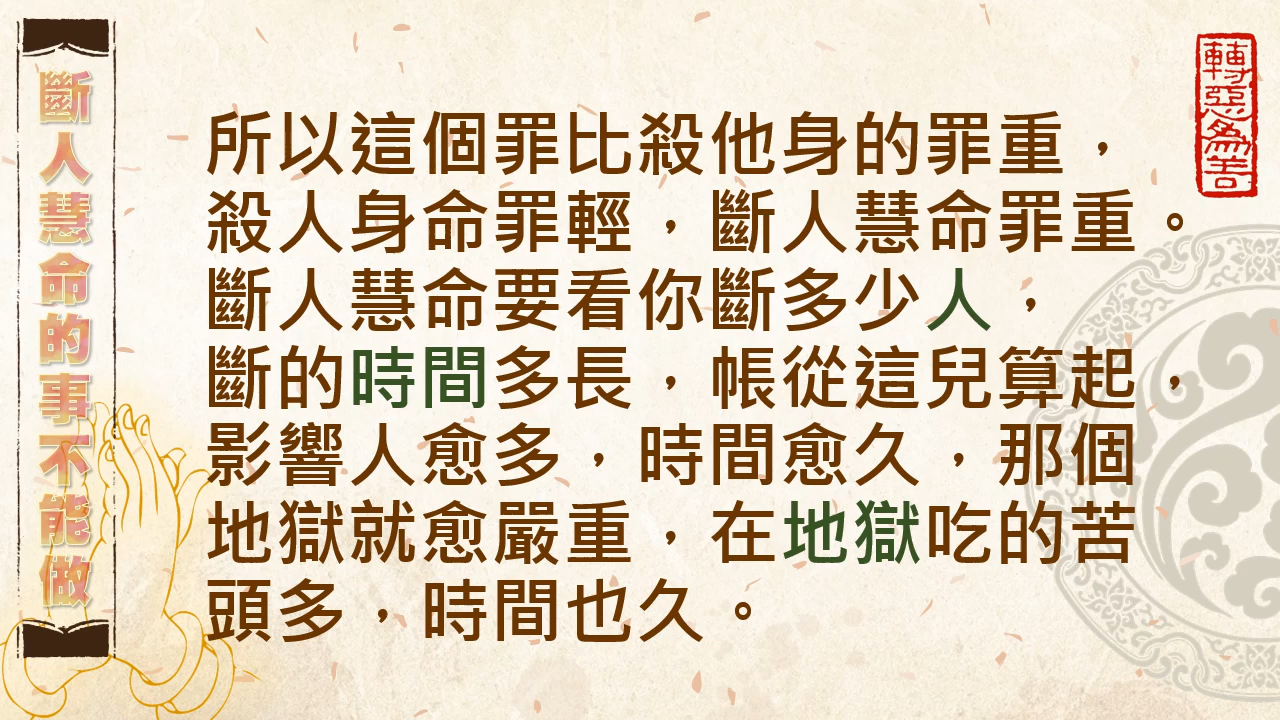 斷人慧命的事不能做
轉惡為善
所以這個罪比殺他身的罪重，
殺人身命罪輕，斷人慧命罪重。
斷人慧命要看你斷多少人，
斷的時間多長，帳從這兒算起，
影響人愈多，時間愈久，那個
地獄就愈嚴重，在地獄吃的苦
頭多，時間也久。